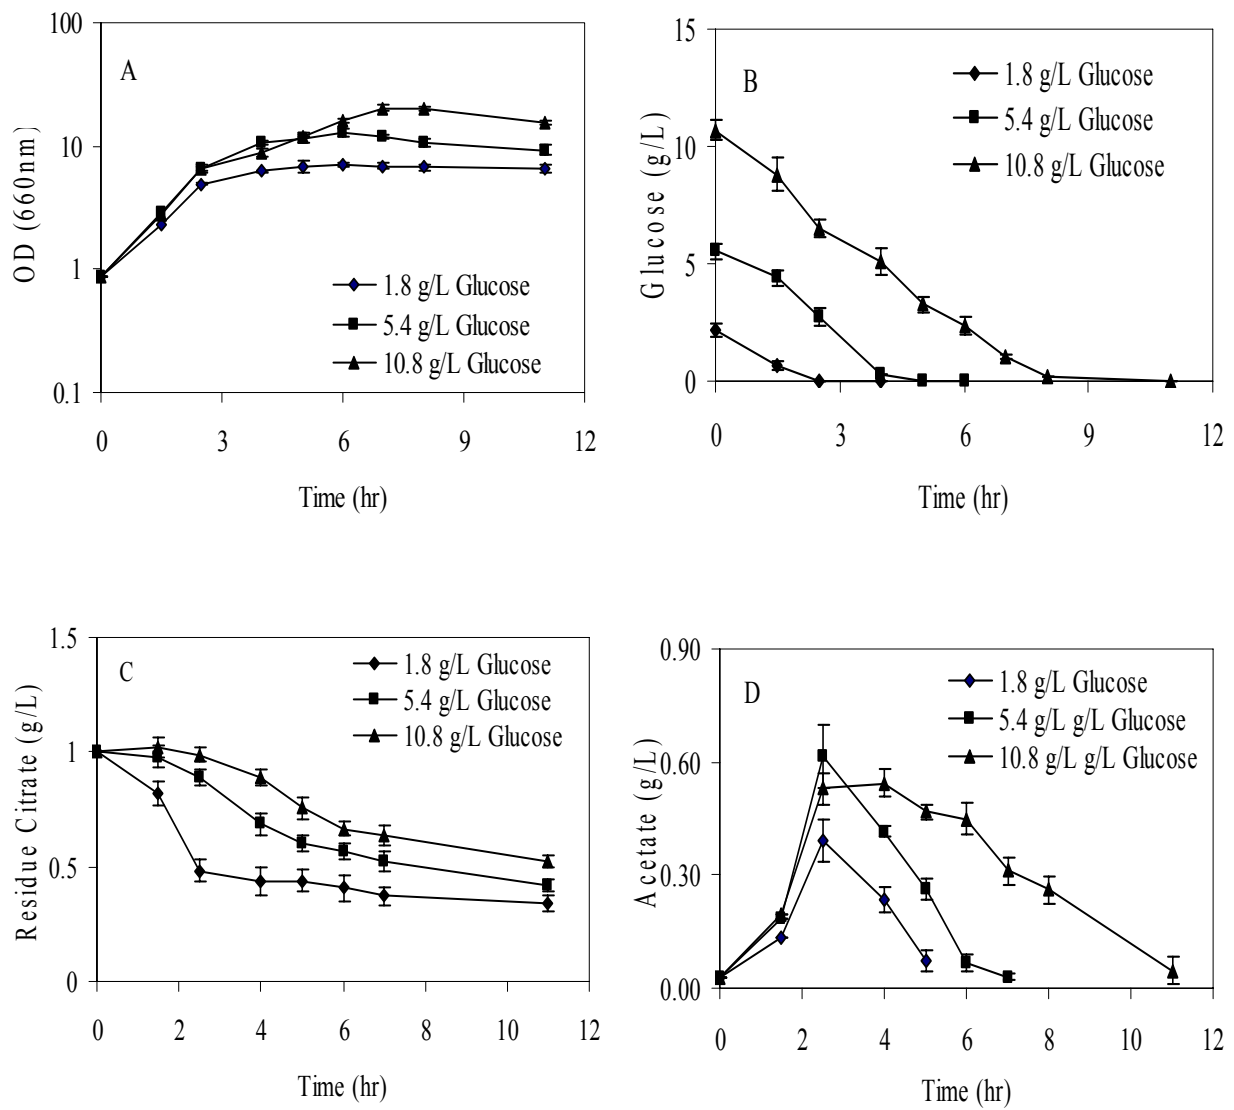 100
10
1
0.1
OD (660nm)
A
1.8 g/L Glucose
5.4 g/L Glucose
10.8 g/L Glucose
0 3 6 9 12
Time (hr)
15
10
5
0
Glucose (g/L)
B
1.8 g/L Glucose
5.4 g/L Glucose
10.8 g/L Glucose
0 3 6 9 12
Time (hr)
1.5
1
0.5
0
Residue Citrate (g/L)
C
1.8 g/L Glucose
5.4 g/L Glucose
10.8 g/L Glucose
0 2 4 6 8 10 12
Time (hr)
0.90
0.60
0.30
0.00
Acetate (g/L)
D
1.8 g/L Glucose
5.4 g/L g/L Glucose
10.8 g/L g/L Glucose
0 2 4 6 8 10 12
Time (hr)